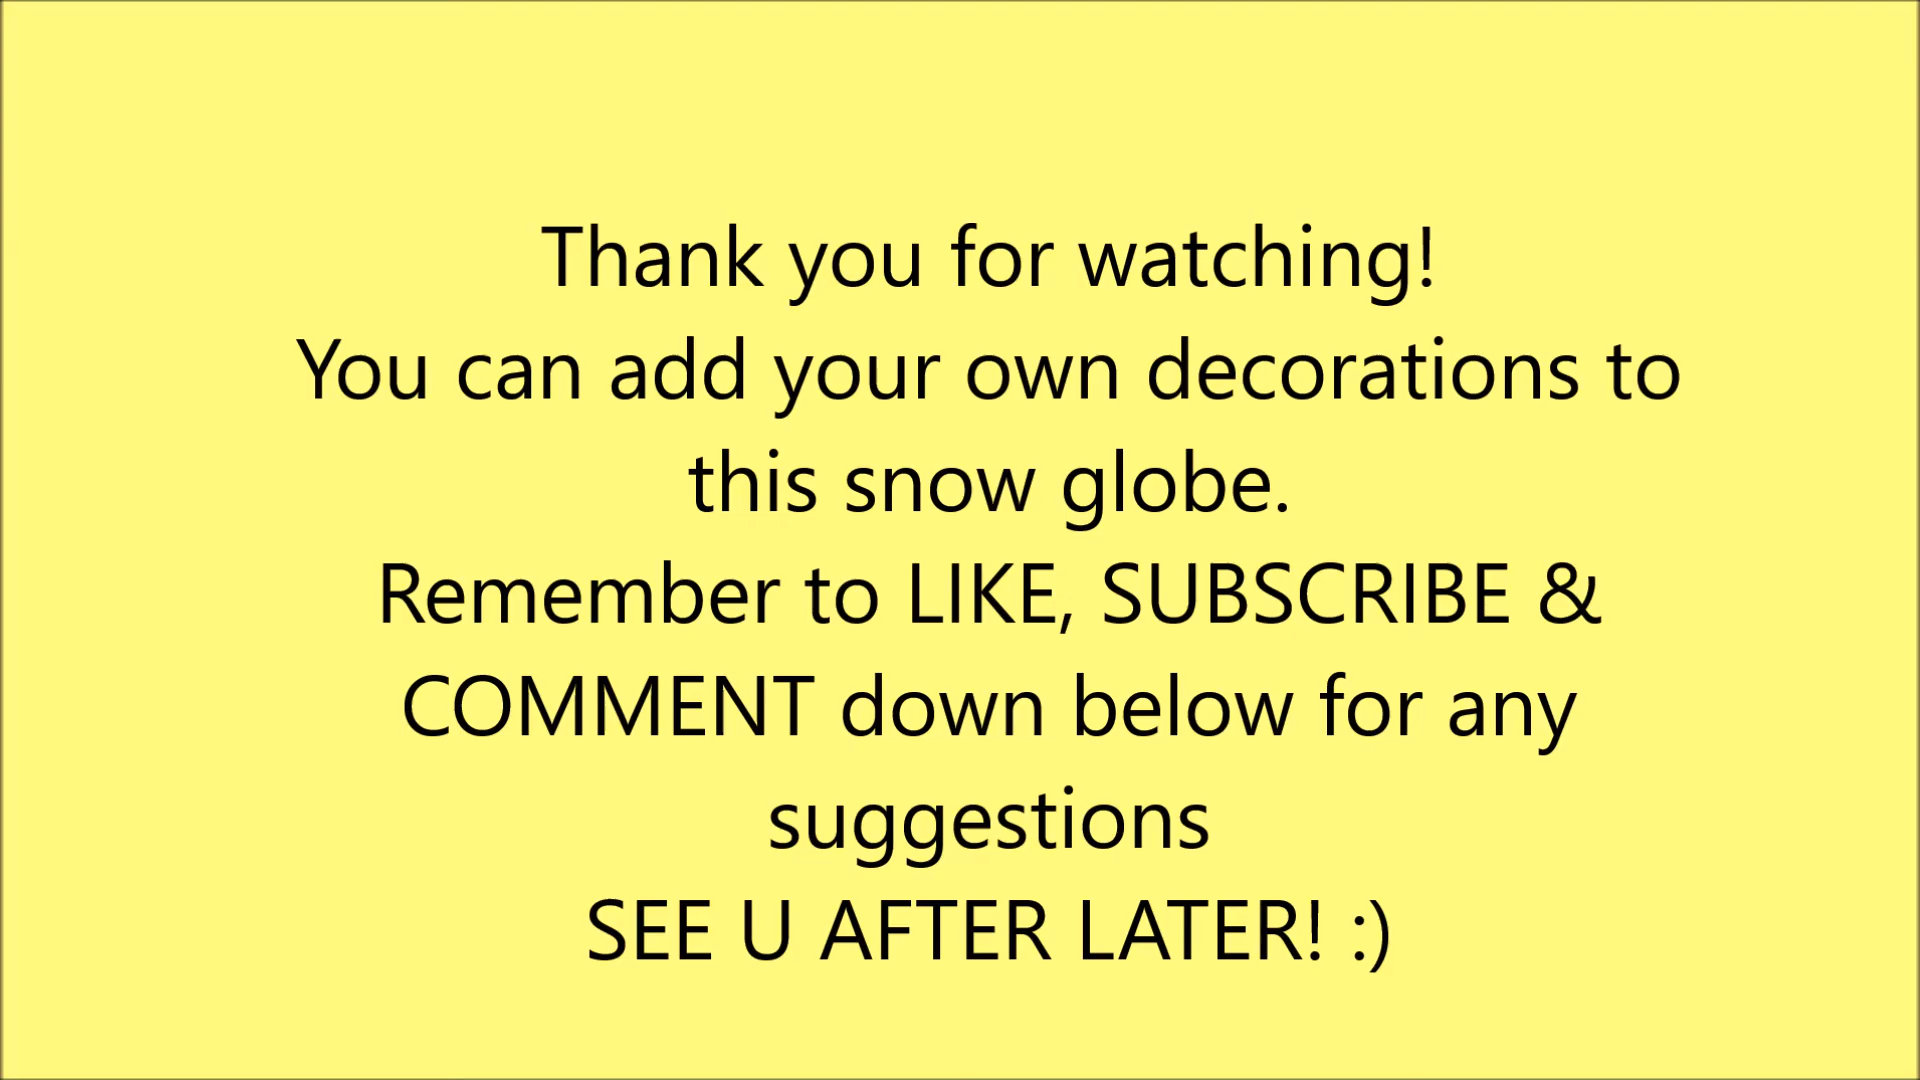 Thank you for watching!
You can add your own decorations to
this snow globe.
Remember to LIKE, SUBSCRIBE &
COMMENT down below for any
suggestions
SEE U AFTER LATER! :)